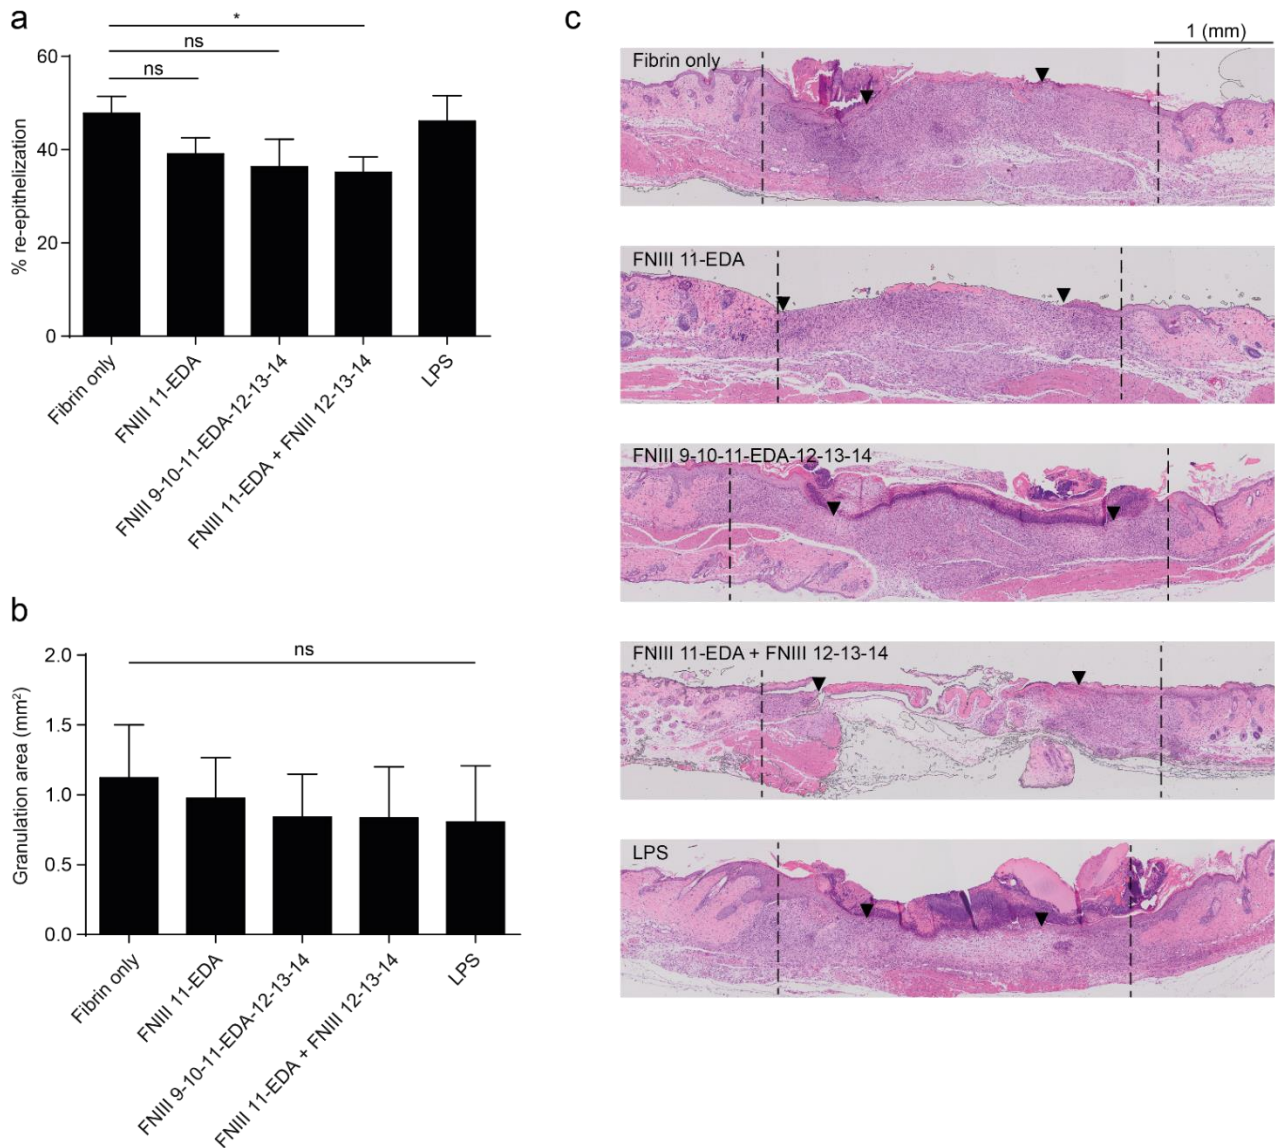 a
*
ns
ns
% re-epithelization
60
40
20
0
Fibrin only
FNIII 11-EDA
FNIII 9-10-11-EDA-12-13-14
FNIII 11-EDA + FNIII 12-13-14
LPS
b
ns
Granulation area (mm²)
2.0
1.5
1.0
0.5
0.0
Fibrin only
FNIII 11-EDA
FNIII 9-10-11-EDA-12-13-14
FNIII 11-EDA + FNIII 12-13-14
LPS
c
1 (mm)
Fibrin only
FNIII 11-EDA
FNIII 9-10-11-EDA-12-13-14
FNIII 11-EDA + FNIII 12-13-14
LPS